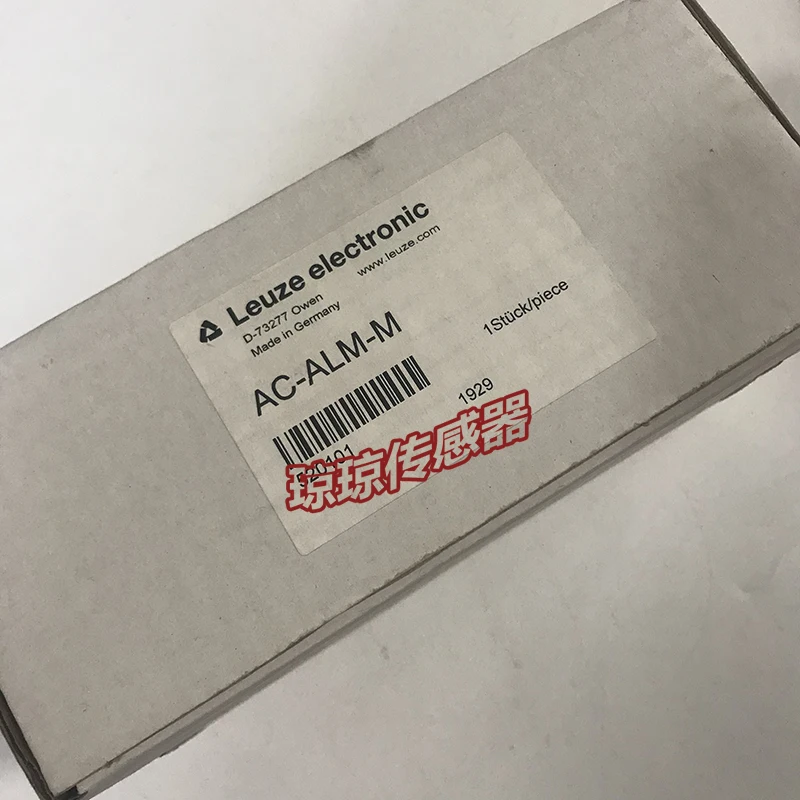 Leuze electronic
D-73277 Owen
www.leuze.com
Made in Germany
AC-ALM-M
1Stück/piece
520101
1929
琼琼传感器